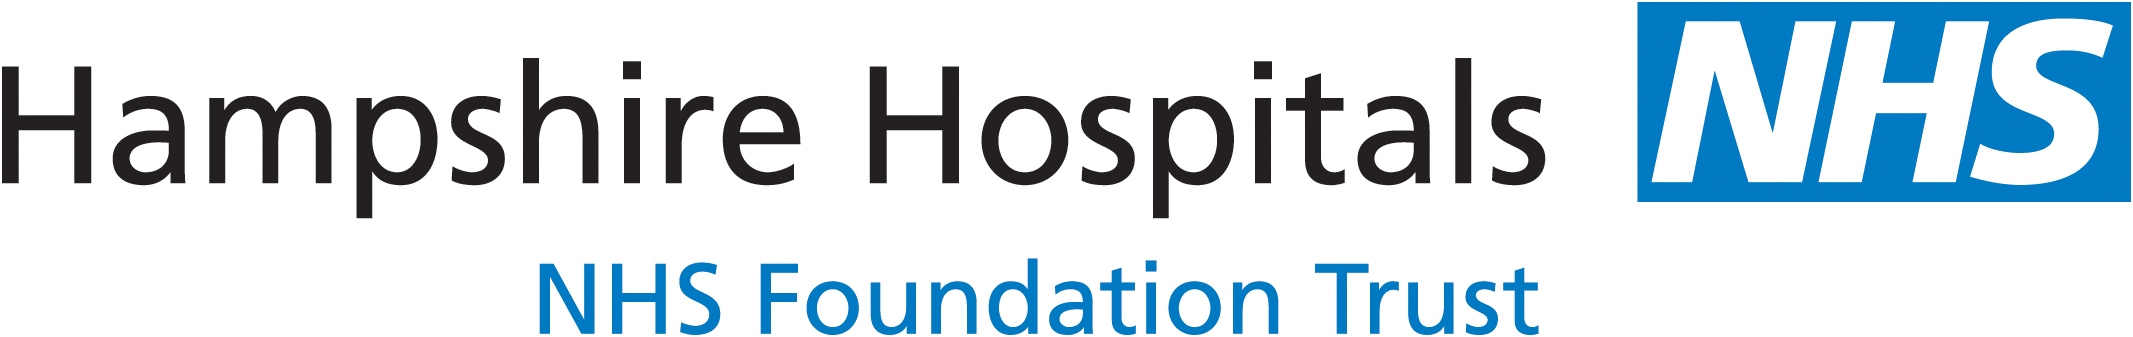 Hampshire Hospitals NHS
NHS Foundation Trust